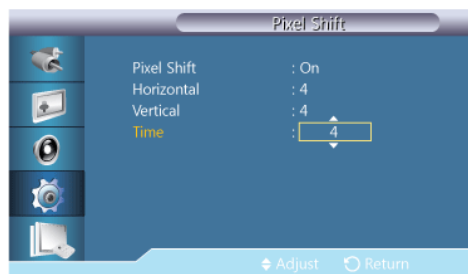 Pixel Shift
Pixel Shift : On
Horizontal : 4
Vertical : 4
Time : 4
Adjust Return